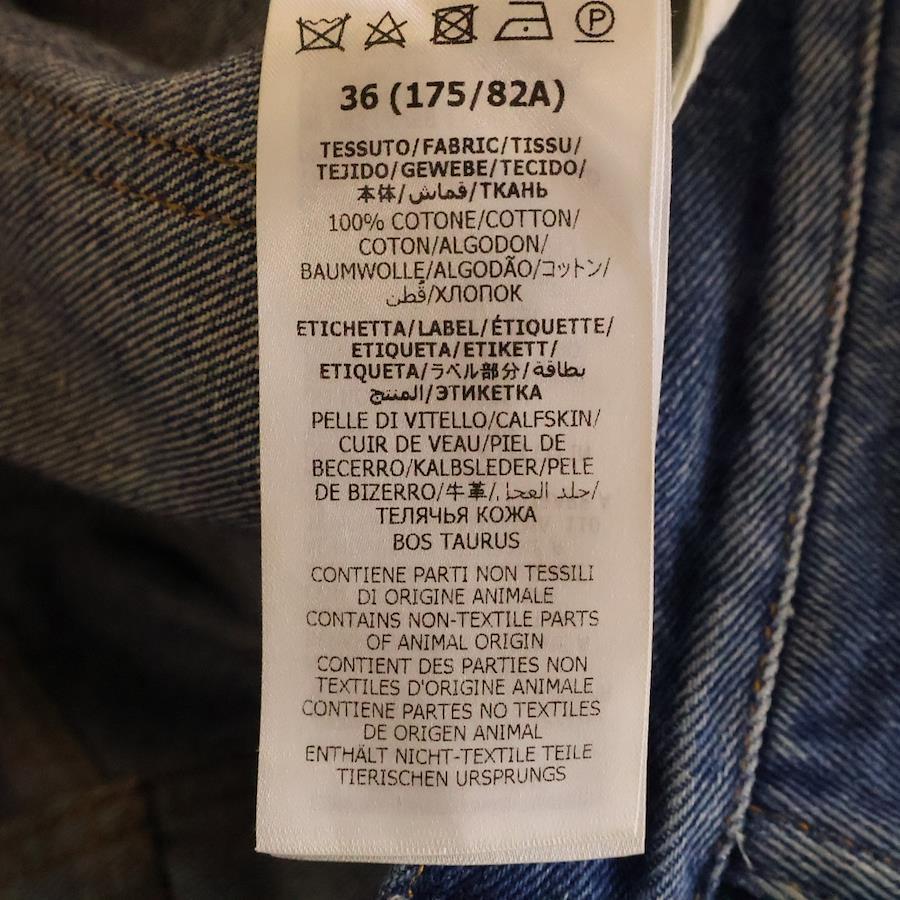 P
36 (175/82A)
TESSUTO/FABRIC/TISSU/
TEJIDO/GEWEBE/TECIDO/
本体/قماش/ТКАНЬ
100% COTONE/COTTON/
COTON/ALGODON/
BAUMWOLLE/ALGODÃO/コットン/
قُطن/ХЛОПОК
ETICHETTA/LABEL/ÉTIQUETTE/
ETIQUETA/ETIKETT/
ETIQUETA/ラベル部分/بطاقة
المنتج/ЭТИКЕТКА
PELLE DI VITELLO/CALFSKIN/
CUIR DE VEAU/PIEL DE
BECERRO/KALBSLEDER/PELE
DE BIZERRO/牛革/جلد/
ТЕЛЯЧЬЯ КОЖА
BOS TAURUS
CONTIENE PARTI NON TESSILI
DI ORIGINE ANIMALE
CONTAINS NON-TEXTILE PARTS
OF ANIMAL ORIGIN
CONTIENT DES PARTIES NON
TEXTILES D'ORIGINE ANIMALE
CONTIENE PARTES NO TEXTILES
DE ORIGEN ANIMAL
ENTHÄLT NICHT-TEXTILE TEILE
TIERISCHEN URSPRUNGS